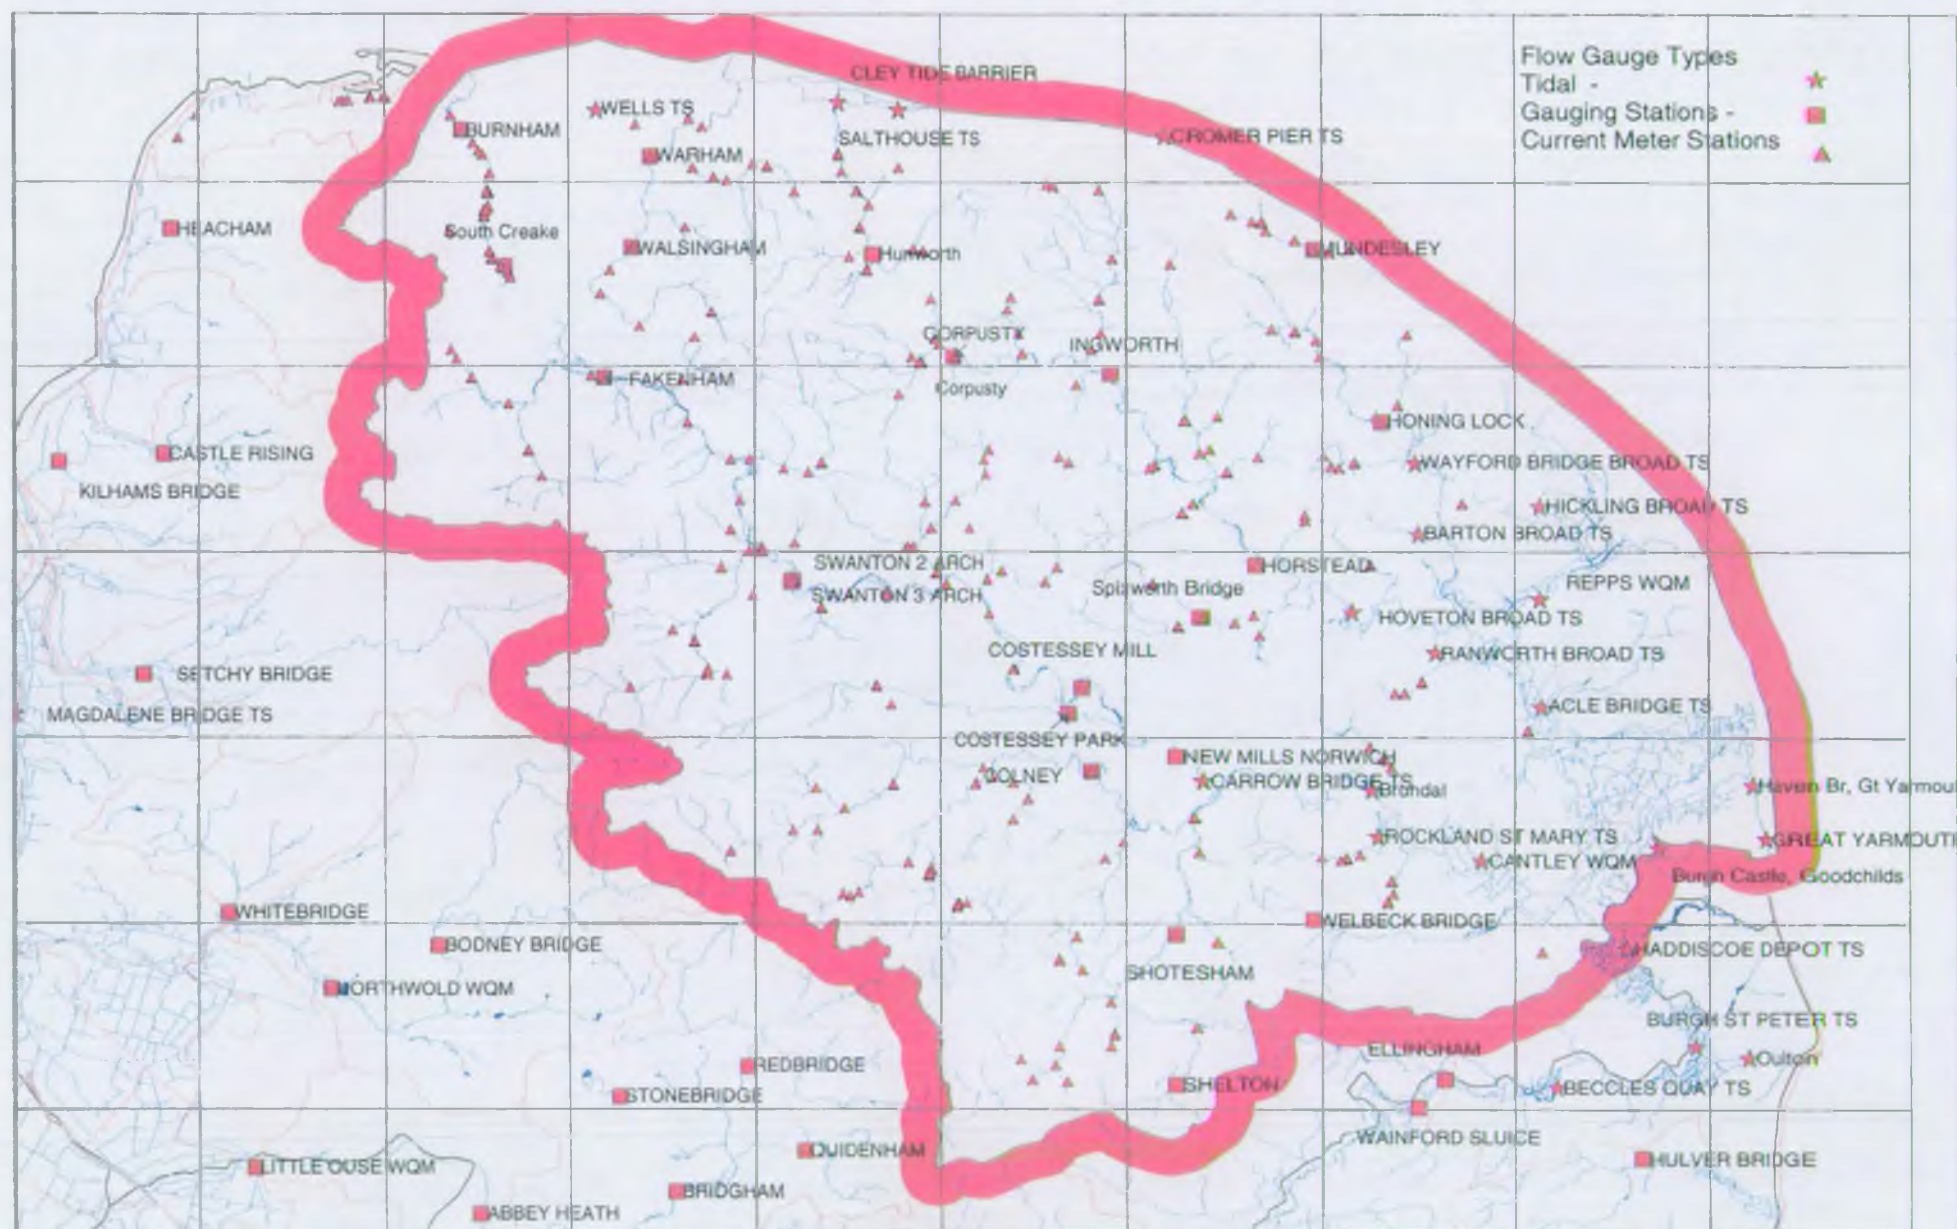 Flow Gauge Types
Tidal -
Gauging Stations -
Current Meter Stations
CLEY TIDE BARRIER
WELLS TS
BURNHAM
SALTHOUSE TS
CROMER PIER TS
WARHAM
HEACHAM
South Creake
WALSINGHAM
Hunworth
MUNDESLEY
CORPUSTY
INGWORTH
FAKENHAM
Corpusty
HONING LOCK
CASTLE RISING
WAYFORD BRIDGE BROAD TS
KILHAMS BRIDGE
HICKLING BROAD TS
BARTON BROAD TS
SWANTON 2 ARCH
HORSTEAD
REPPS WQM
SWANTON 3 ARCH
Spixworth Bridge
HOVETON BROAD TS
COSTESSEY MILL
RANWORTH BROAD TS
SETCHY BRIDGE
ACLE BRIDGE TS
MAGDALENE BRIDGE TS
COSTESSEY PARK
NEW MILLS NORWICH
COLNEY
CARROW BRIDGE TS
Brundal
Haven Br, Gt Yarmou
ROCKLAND ST MARY TS
GREAT YARMOUTH
CANTLEY WQM
Burgh Castle, Goodchilds
WHITEBRIDGE
WELBECK BRIDGE
BODNEY BRIDGE
HADDISCOE DEPOT TS
SHOTESHAM
NORTHWOLD WQM
BURGH ST PETER TS
ELLINGHAM
Oulton
REDBRIDGE
SHELTON
BECCLES QUAY TS
STONEBRIDGE
WAINFORD SLUICE
QUIDENHAM
HULVER BRIDGE
LITTLE OUSE WQM
BRIDGHAM
ABBEY HEATH